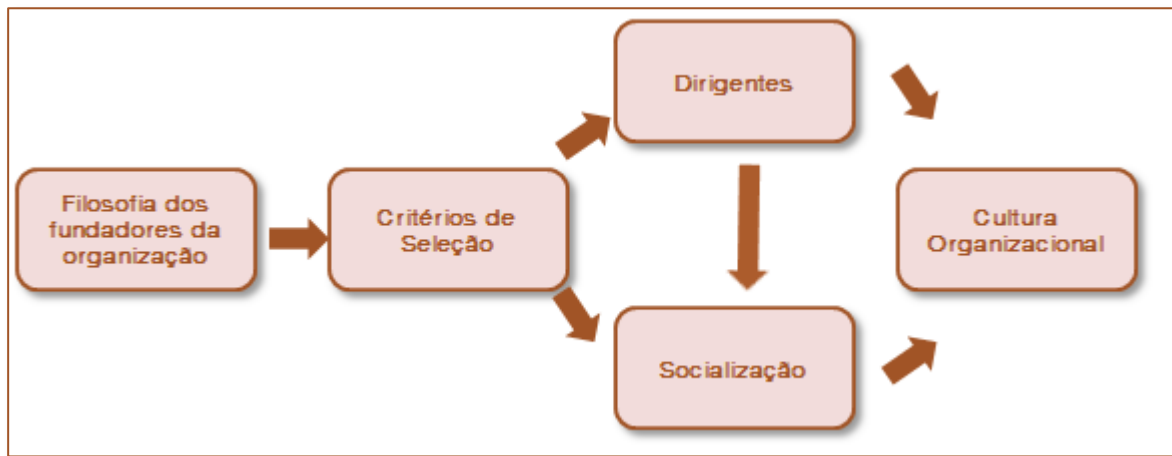 Filosofia dos
fundadores da
organização
Critérios de
Seleção
Dirigentes
Socialização
Cultura
Organizacional